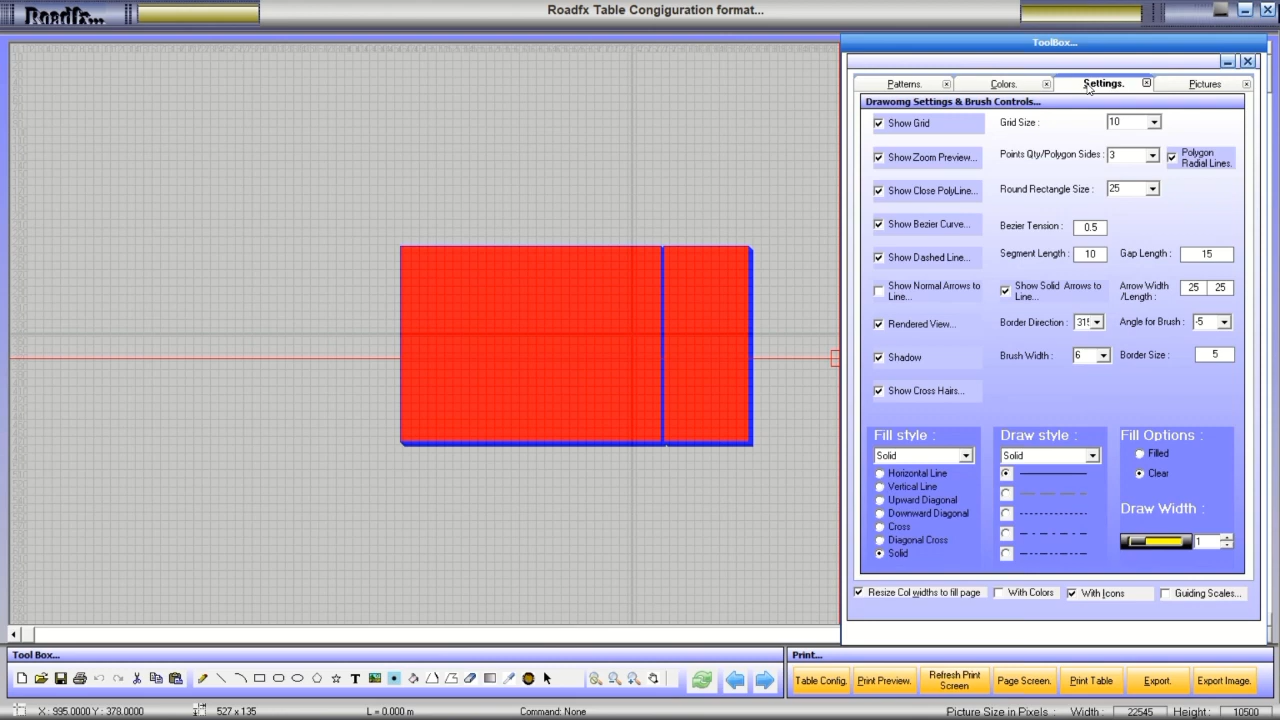 Roadfx...
Roadfx Table Congiguration format...
ToolBox...
Patterns.
Colors.
Settings.
Pictures
Drawomg Settings & Brush Controls...
Show Grid
Grid Size :
10
Show Zoom Preview...
Points Qty/Polygon Sides :
3
Polygon
Radial Lines.
Show Close PolyLine...
Round Rectangle Size :
25
Show Bezier Curve...
Bezier Tension :
0.5
Show Dashed Line...
Segment Length :
10
Gap Length :
15
Show Normal Arrows to
Line...
Show Solid Arrows to
Line...
Arrow Width
/Length :
25
25
Rendered View...
Border Direction :
315
Angle for Brush :
-5
Shadow
Brush Width :
6
Border Size :
5
Show Cross Hairs...
Fill style :
Solid
Horizontal Line
Vertical Line
Upward Diagonal
Downward Diagonal
Cross
Diagonal Cross
Solid
Draw style :
Solid
Fill Options :
Filled
Clear
Draw Width :
1
Resize Col widths to fill page
With Colors
With Icons
Guiding Scales...
Tool Box...
T
Print...
Table Config.
Print Preview.
Refresh Print
Screen
Page Screen.
Print Table
Export.
Export Image.
X: 995.0000 Y: 378.0000
527 x 135
L = 0.000 m
Command: None
Picture Size in Pixels :
Width :
22545
Height :
10500